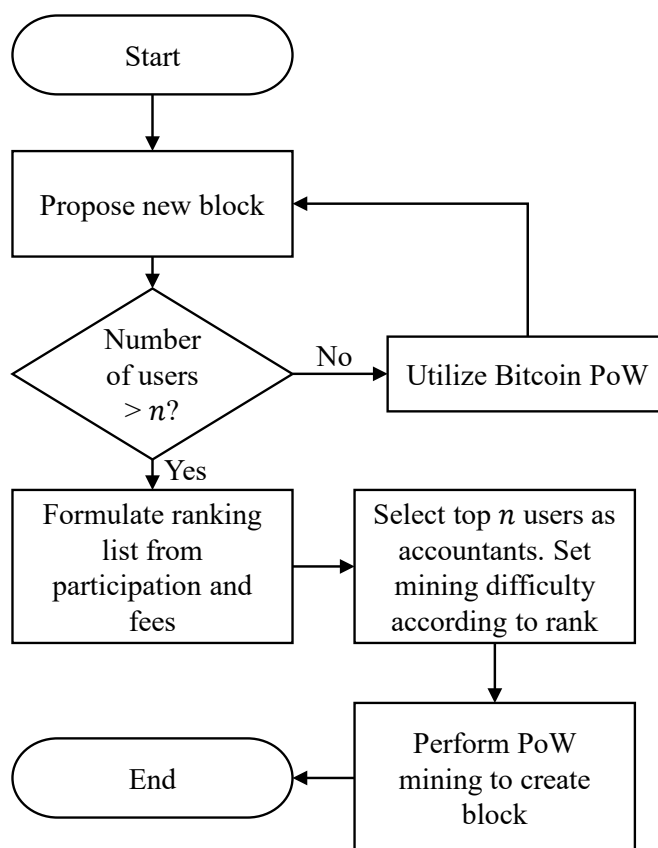 Start
Propose new block
Number
of users
> n?
No
Utilize Bitcoin PoW
Yes
Formulate ranking
list from
participation and
fees
Select top n users as
accountants. Set
mining difficulty
according to rank
Perform PoW
mining to create
block
End